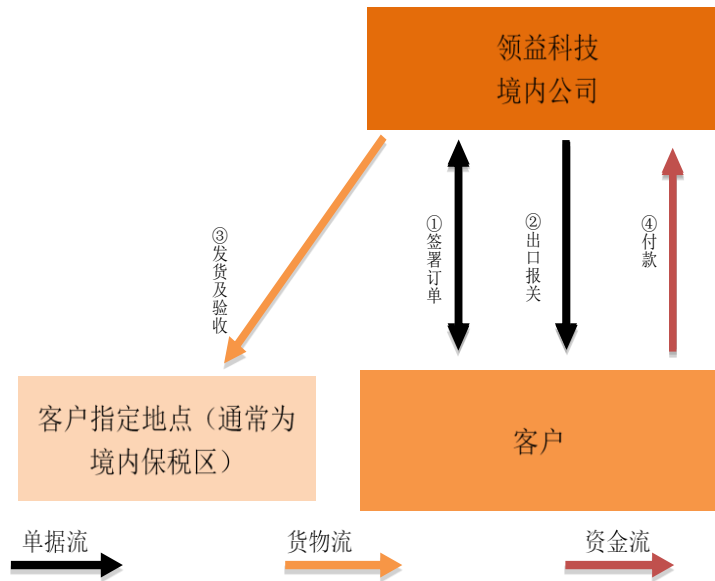 领益科技
境内公司
①签署订单
②出口报关
④付款
③发货及验收
客户指定地点（通常为
境内保税区）
客户
单据流
货物流
资金流